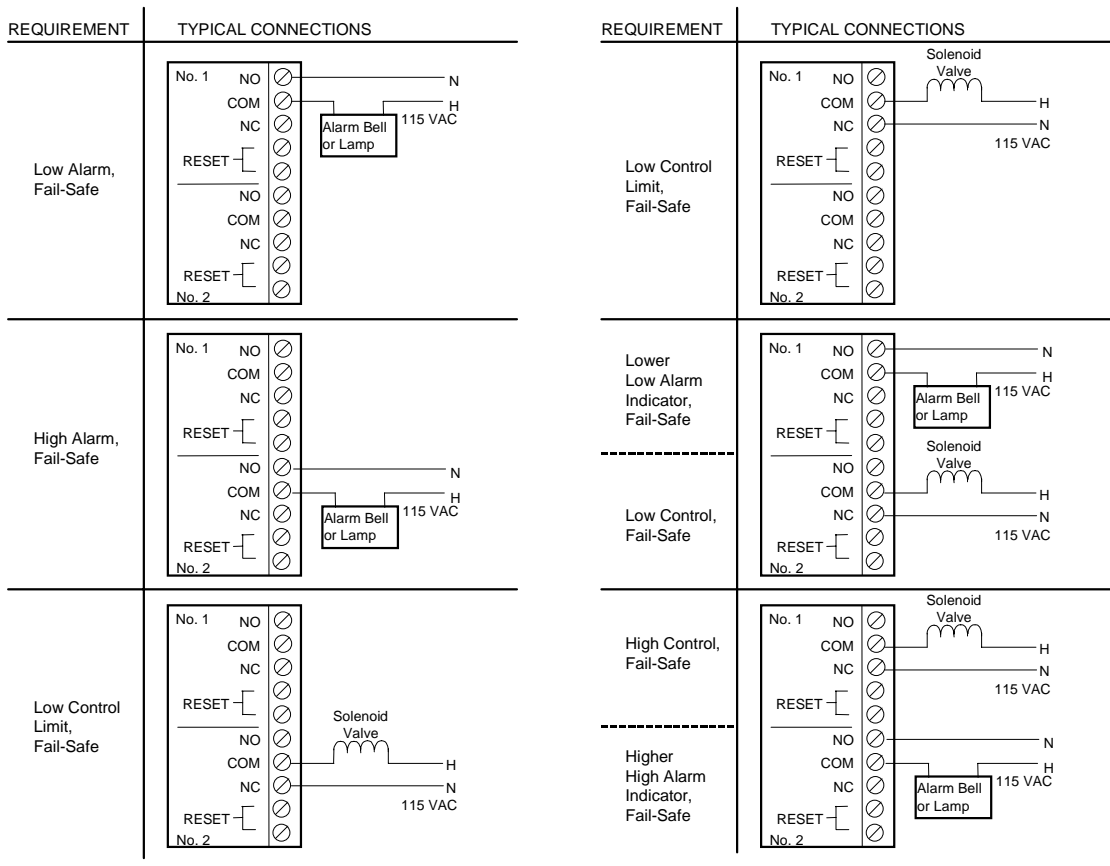 REQUIREMENT
TYPICAL CONNECTIONS
Low Alarm,
Fail-Safe
No. 1
NO
COM
NC
RESET
NO
COM
NC
RESET
No. 2
N
H
115 VAC
Alarm Bell
or Lamp
High Alarm,
Fail-Safe
No. 1
NO
COM
NC
RESET
NO
COM
NC
RESET
No. 2
N
H
115 VAC
Alarm Bell
or Lamp
Low Control
Limit,
Fail-Safe
No. 1
NO
COM
NC
RESET
NO
COM
NC
RESET
No. 2
Solenoid
Valve
H
N
115 VAC
REQUIREMENT
TYPICAL CONNECTIONS
Low Control
Limit,
Fail-Safe
No. 1
NO
COM
NC
RESET
NO
COM
NC
RESET
No. 2
Solenoid
Valve
H
N
115 VAC
Lower
Low Alarm
Indicator,
Fail-Safe
Low Control,
Fail-Safe
No. 1
NO
COM
NC
RESET
NO
COM
NC
RESET
No. 2
N
H
115 VAC
Alarm Bell
or Lamp
Solenoid
Valve
H
N
115 VAC
High Control,
Fail-Safe
Higher
High Alarm
Indicator,
Fail-Safe
No. 1
NO
COM
NC
RESET
NO
COM
NC
RESET
No. 2
Solenoid
Valve
H
N
115 VAC
N
H
115 VAC
Alarm Bell
or Lamp